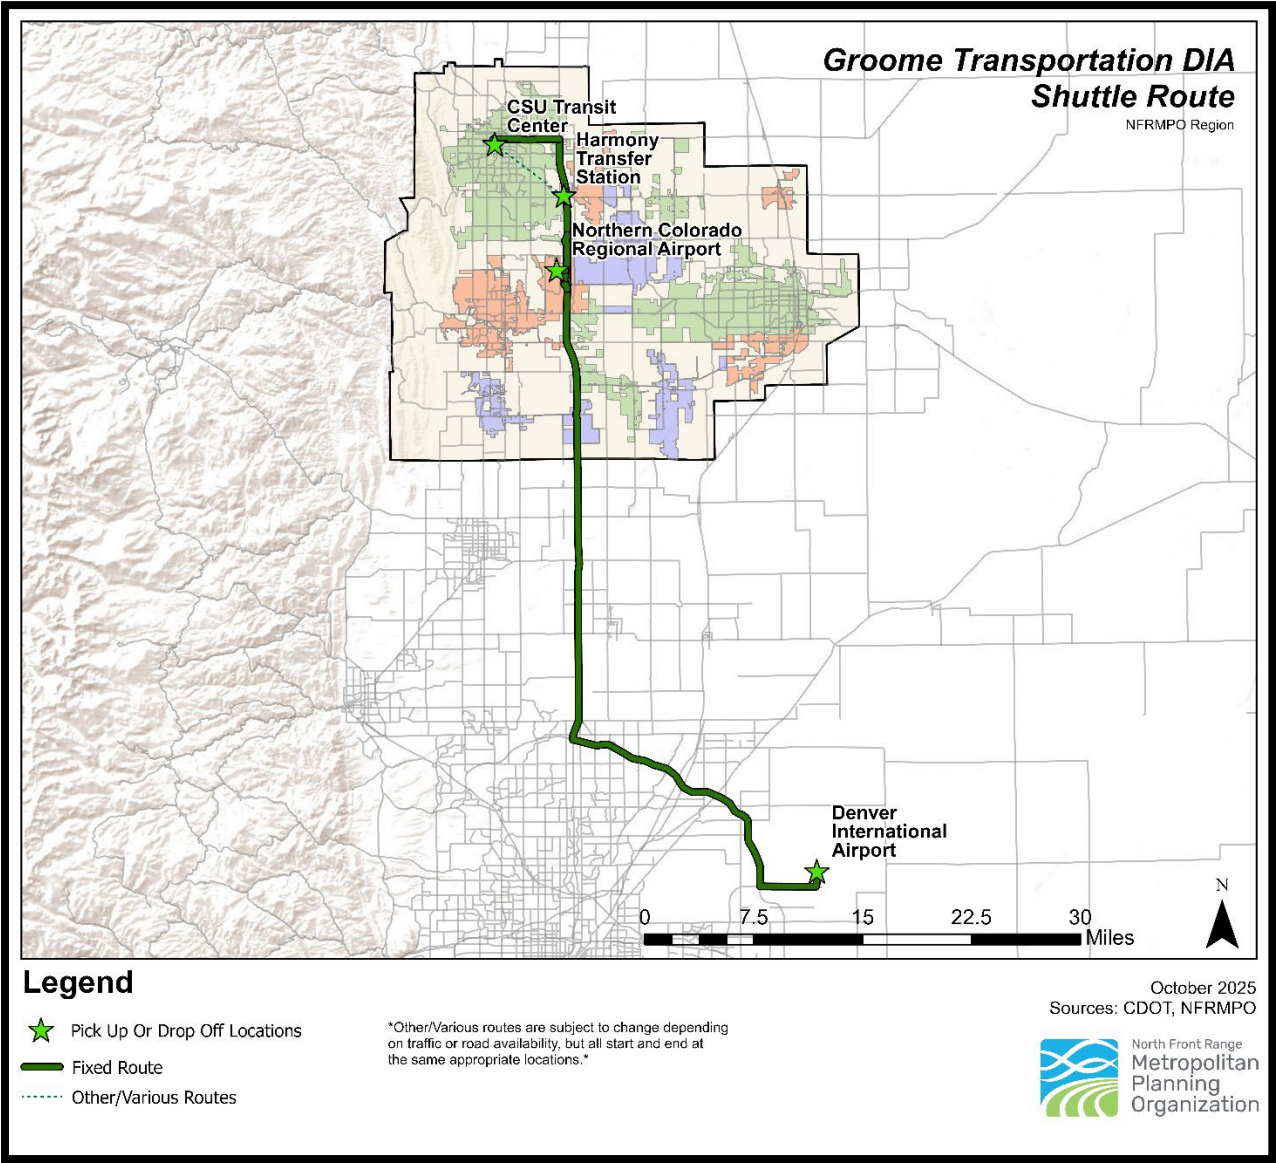 Groome Transportation DIA
Shuttle Route
NFRMPO Region
CSU Transit
Center
Harmony
Transfer
Station
Northern Colorado
Regional Airport
Denver
International
Airport
N
0 7.5 15 22.5 30
Miles
Legend
Pick Up Or Drop Off Locations
Fixed Route
Other/Various Routes
*Other/Various routes are subject to change depending
on traffic or road availability, but all start and end at
the same appropriate locations.*
October 2025
Sources: CDOT, NFRMPO
North Front Range
Metropolitan
Planning
Organization